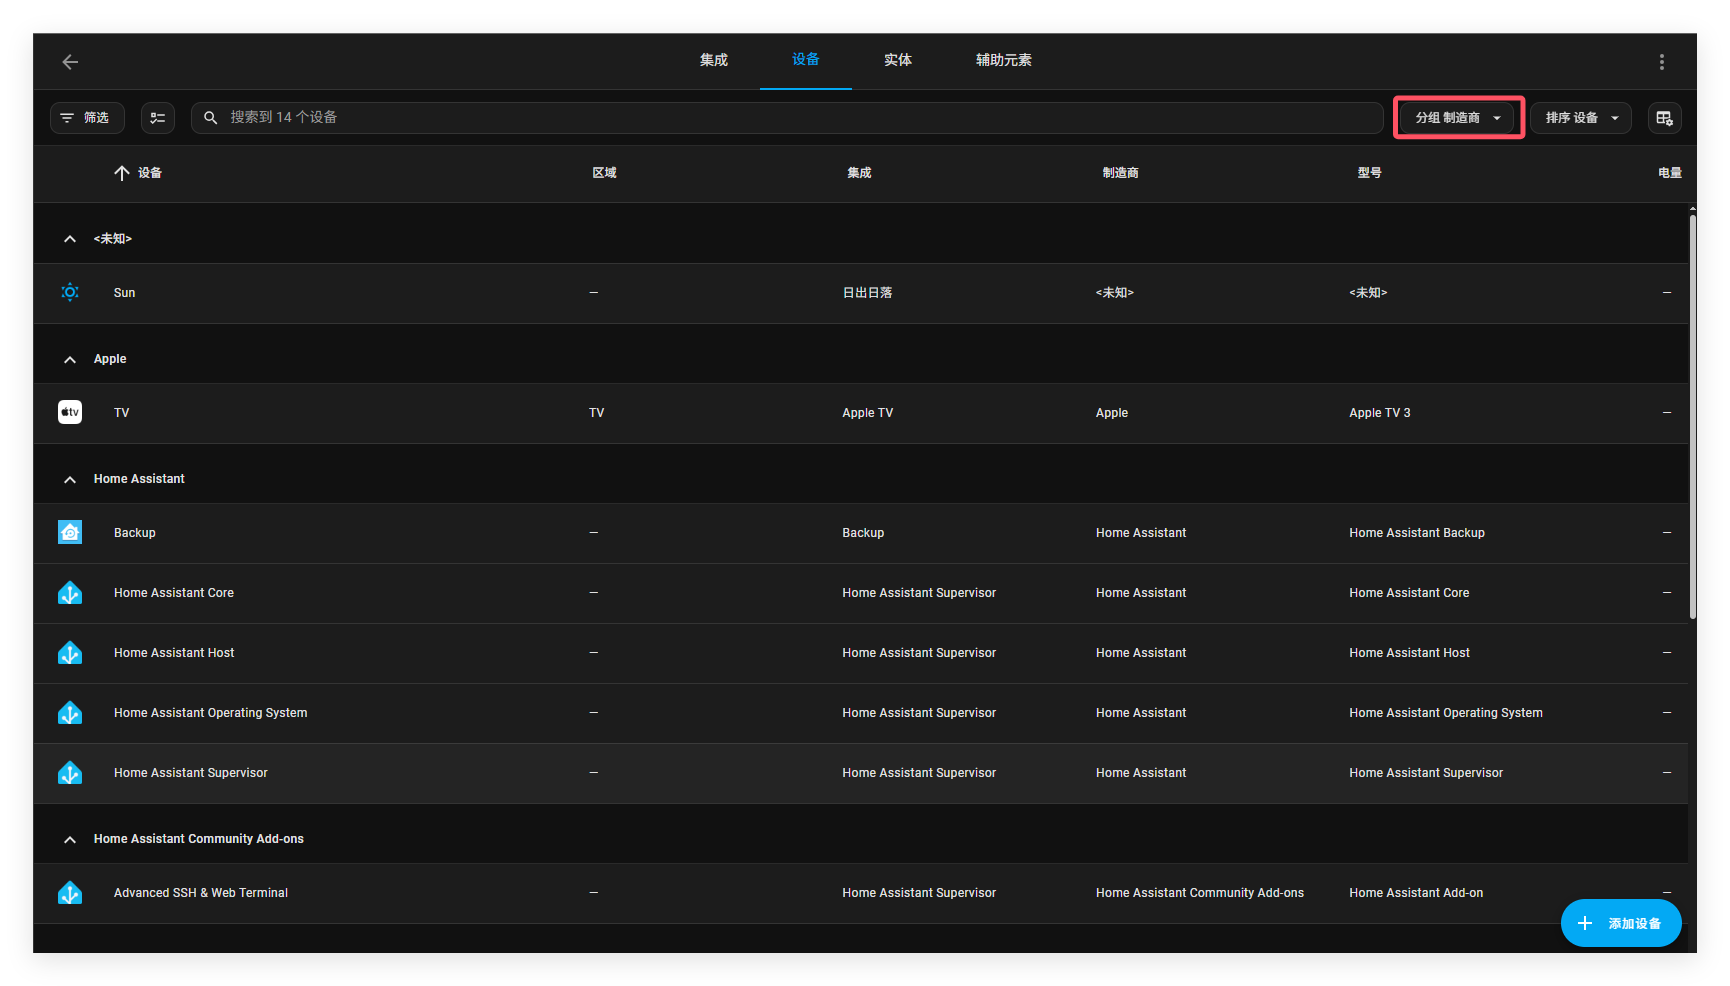 集成 设备 实体 辅助元素
筛选 搜索到 14 个设备 分组 制造商 排序 设备
设备 区域 集成 制造商 型号 电量
<未知>
Sun — 日出日落 <未知> <未知> —
Apple
tv TV TV Apple TV Apple Apple TV 3 —
Home Assistant
Backup — Backup Home Assistant Home Assistant Backup —
Home Assistant Core — Home Assistant Supervisor Home Assistant Home Assistant Core —
Home Assistant Host — Home Assistant Supervisor Home Assistant Home Assistant Host —
Home Assistant Operating System — Home Assistant Supervisor Home Assistant Home Assistant Operating System —
Home Assistant Supervisor — Home Assistant Supervisor Home Assistant Home Assistant Supervisor —
Home Assistant Community Add-ons
Advanced SSH & Web Terminal — Home Assistant Supervisor Home Assistant Community Add-ons Home Assistant Add-on —
添加设备